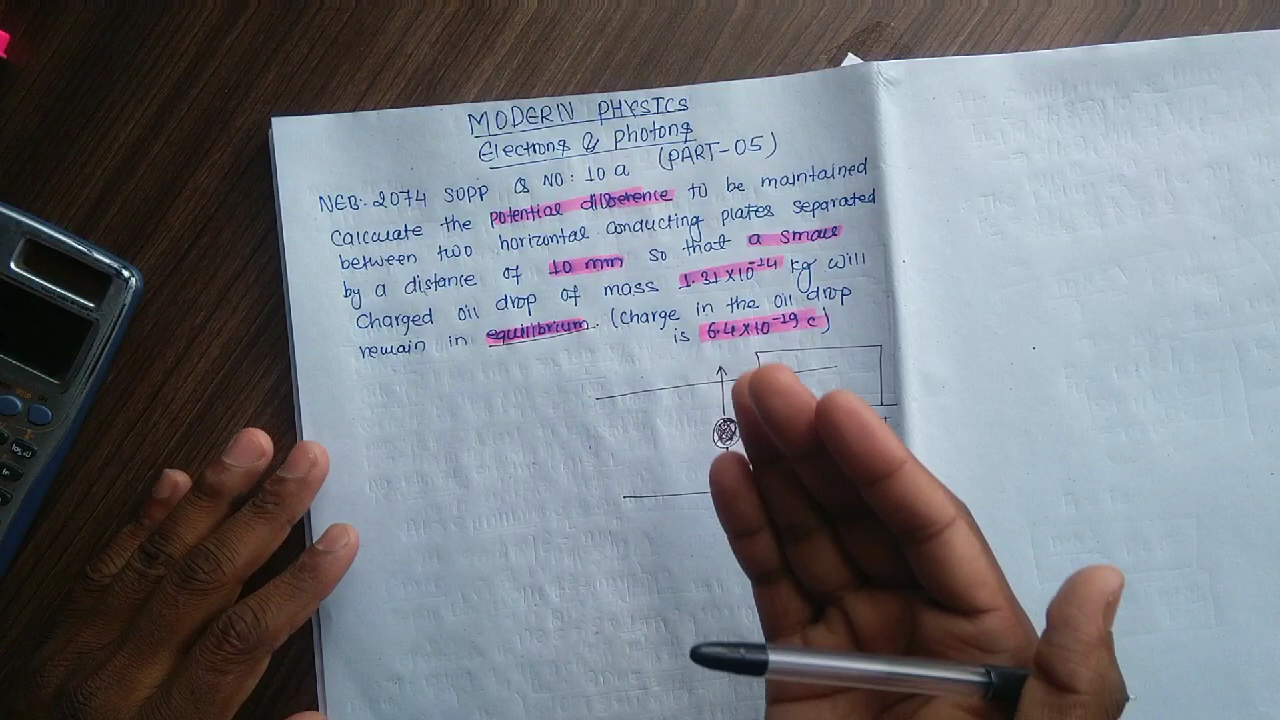 MODERN PHYSICS
Electrons & Photons
NEB:- 2074 SUPP Q NO: 10 a (PART-05)
Calculate the potential difference to be maintained
between two horizontal conducting plates separated
by a distance of 10 mm so that a small
Charged oil drop of mass 1.31×10⁻¹⁴ kg will
remain in equilibrium. (Charge in the oil drop
is 6.4×10⁻¹⁹ C)